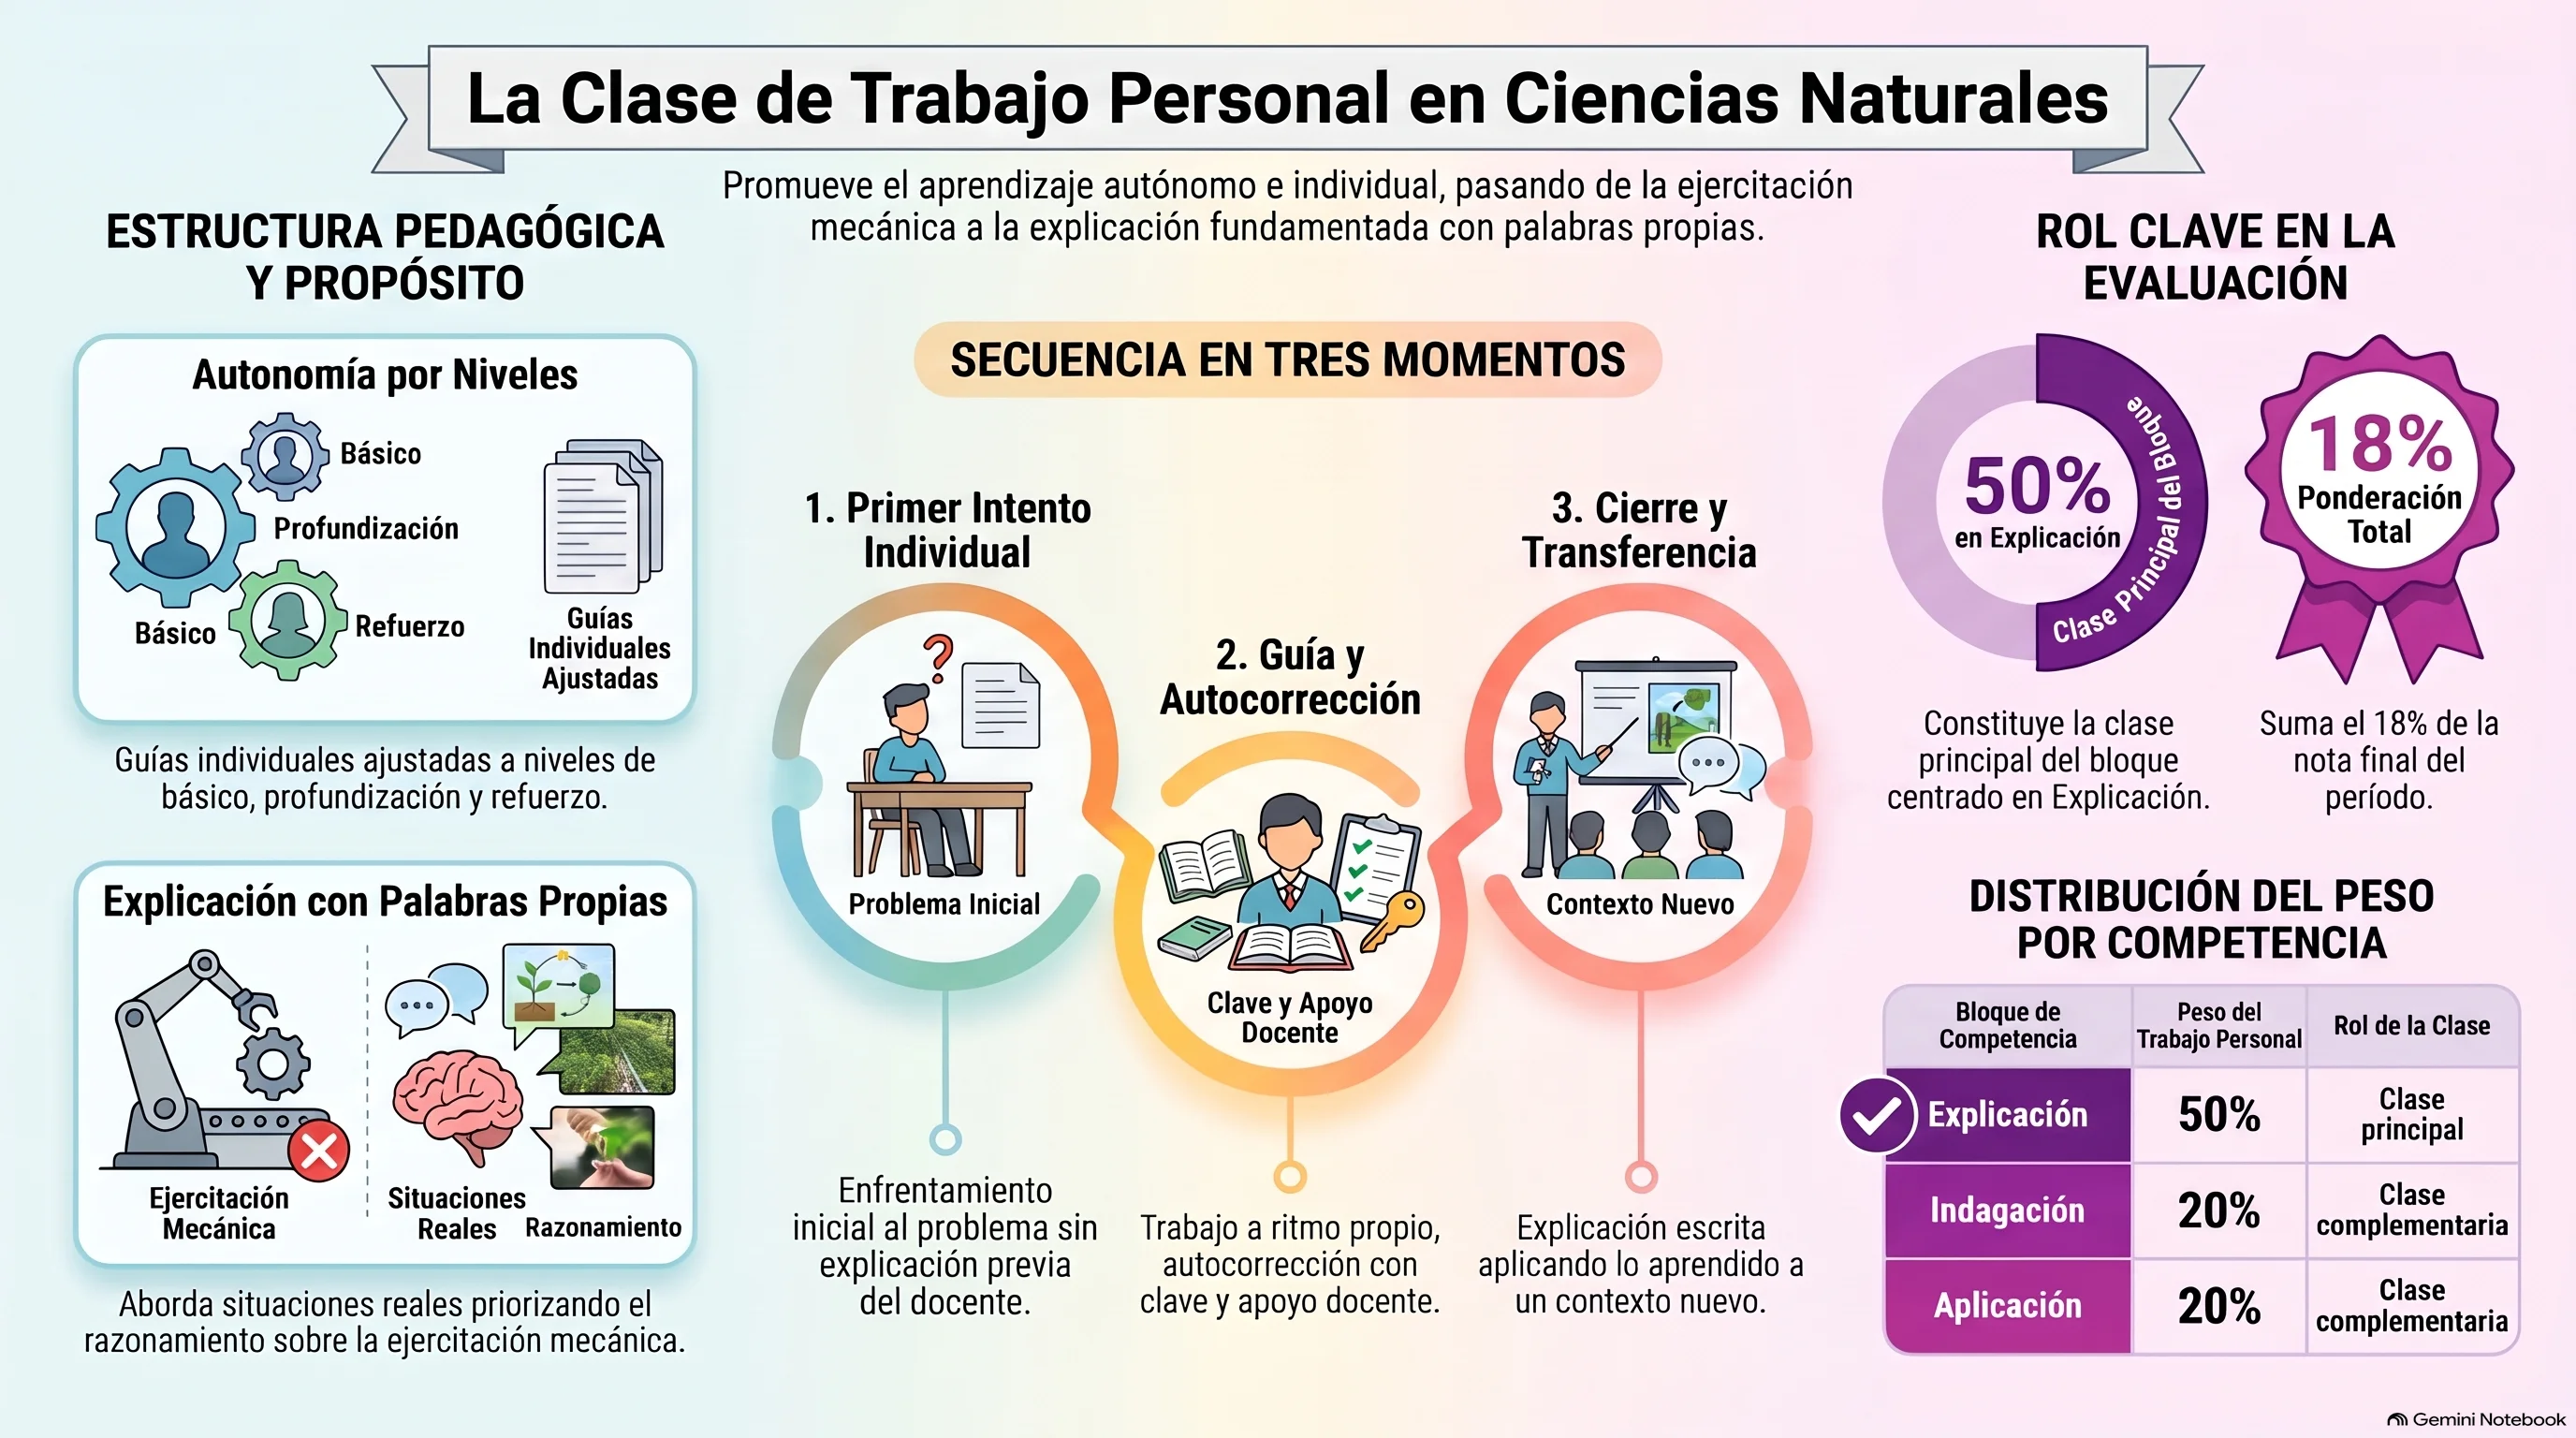 La Clase de Trabajo Personal en Ciencias Naturales
Promueve el aprendizaje autónomo e individual, pasando de la ejercitación
mecánica a la explicación fundamentada con palabras propias.
ESTRUCTURA PEDAGÓGICA
Y PROPÓSITO
Autonomía por Niveles
Básico
Profundización
Básico
Refuerzo
Guías
Individuales
Ajustadas
Guías individuales ajustadas a niveles de
básico, profundización y refuerzo.
Explicación con Palabras Propias
Ejercitación
Mecánica
Situaciones
Reales
Razonamiento
Aborda situaciones reales priorizando el
razonamiento sobre la ejercitación mecánica.
SECUENCIA EN TRES MOMENTOS
1. Primer Intento
Individual
Problema Inicial
Enfrentamiento
inicial al problema sin
explicación previa
del docente.
2. Guía y
Autocorrección
Clave y Apoyo
Docente
Trabajo a ritmo propio,
autocorrección con
clave y apoyo docente.
3. Cierre y
Transferencia
Contexto Nuevo
Explicación escrita
aplicando lo aprendido a
un contexto nuevo.
ROL CLAVE EN LA
EVALUACIÓN
50%
en Explicación
Clase Principal del Bloque
Constituye la clase
principal del bloque
centrado en Explicación.
18%
Ponderación
Total
Suma el 18% de la
nota final del
período.
DISTRIBUCIÓN DEL PESO
POR COMPETENCIA
Bloque de
Competencia
Peso del
Trabajo Personal
Rol de la Clase
Explicación
50%
Clase
principal
Indagación
20%
Clase
complementaria
Aplicación
20%
Clase
complementaria
Gemini Notebook